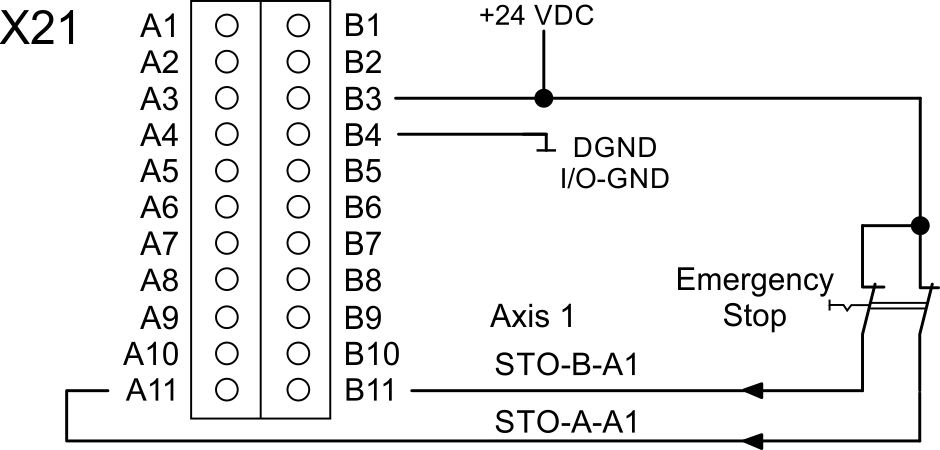 X21
+24 VDC
A1 B1
A2 B2
A3 B3
A4 B4
DGND
I/O-GND
A5 B5
A6 B6
A7 B7
A8 B8
Emergency
Stop
A9 B9
Axis 1
A10 B10
STO-B-A1
A11 B11
STO-A-A1